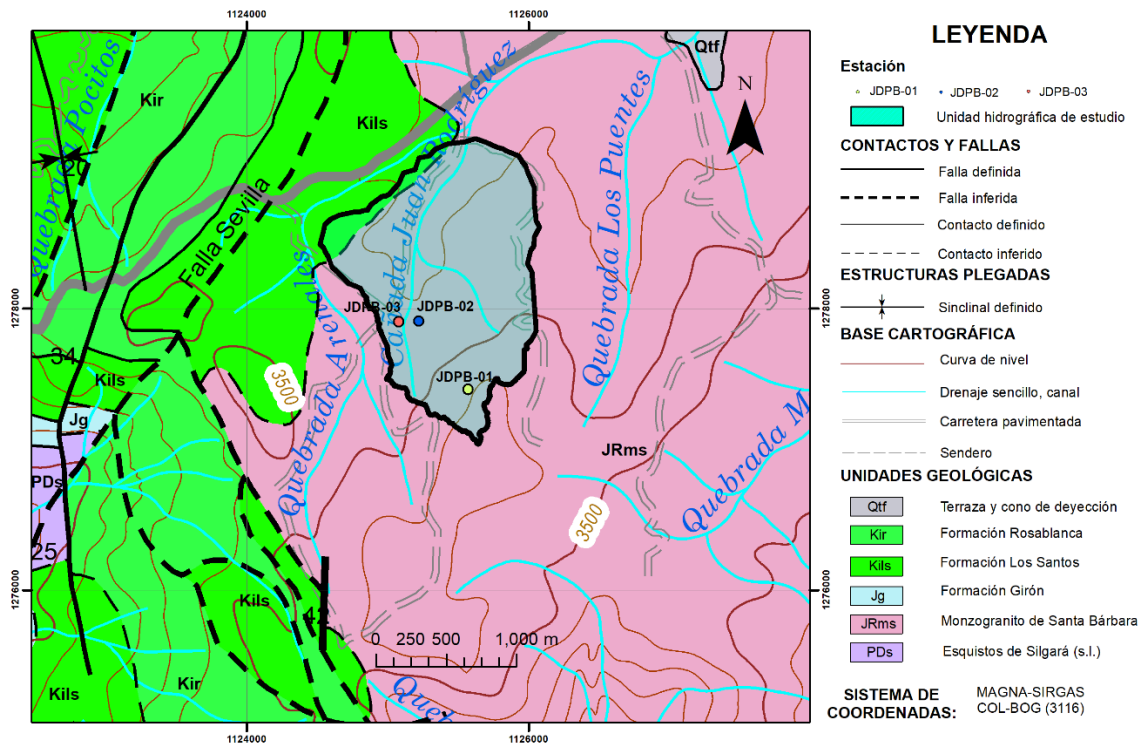 1124000
1126000
1278000
1276000
1278000
1276000
1124000
1126000
Quebrada Pocitos
Kir
Kils
Cañada Juan Rodríguez
Quebrada Los Puentes
Qtf
N
20
Falla Sevilla
Quebrada Arenales
JDPB-03
JDPB-02
JDPB-01
34
Kils
3500
Jg
PDs
JRms
Quebrada M
3500
25
Kils
42
Kils
Kir
0 250 500 1,000 m
Queb
LEYENDA
Estación
JDPB-01 JDPB-02 JDPB-03
Unidad hidrográfica de estudio
CONTACTOS Y FALLAS
Falla definida
Falla inferida
Contacto definido
Contacto inferido
ESTRUCTURAS PLEGADAS
Sinclinal definido
BASE CARTOGRÁFICA
Curva de nivel
Drenaje sencillo, canal
Carretera pavimentada
Sendero
UNIDADES GEOLÓGICAS
Qtf Terraza y cono de deyección
Kir Formación Rosablanca
Kils Formación Los Santos
Jg Formación Girón
JRms Monzogranito de Santa Bárbara
PDs Esquistos de Silgará (s.l.)
SISTEMA DE COORDENADAS:
MAGNA-SIRGAS
COL-BOG (3116)